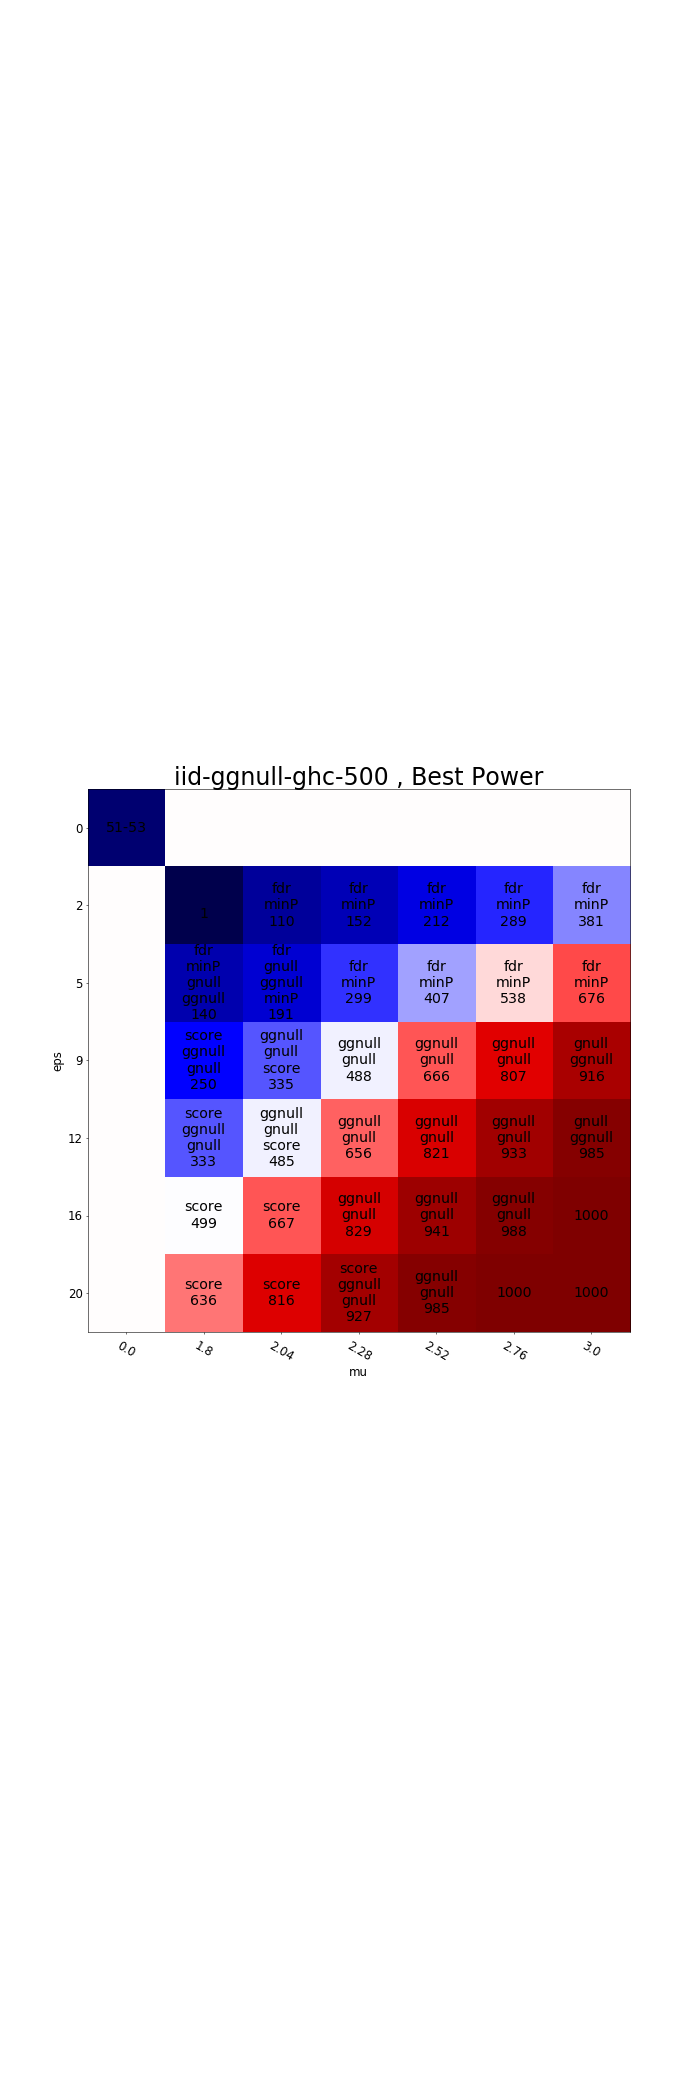 iid-ggnull-ghc-500 , Best Power
0
51-53
2
1
fdr
minP
110
fdr
minP
152
fdr
minP
212
fdr
minP
289
fdr
minP
381
5
fdr
minP
gnull
ggnull
140
fdr
gnull
ggnull
minP
191
fdr
minP
299
fdr
minP
407
fdr
minP
538
fdr
minP
676
eps
9
score
ggnull
gnull
250
ggnull
gnull
score
335
ggnull
gnull
488
ggnull
gnull
666
ggnull
gnull
807
gnull
ggnull
916
12
score
ggnull
gnull
333
ggnull
gnull
score
485
ggnull
gnull
656
ggnull
gnull
821
ggnull
gnull
933
gnull
ggnull
985
16
score
499
score
667
ggnull
gnull
829
ggnull
gnull
941
ggnull
gnull
988
1000
20
score
636
score
816
score
ggnull
gnull
927
ggnull
gnull
985
1000
1000
0.0
1.8
2.04
2.28
2.52
2.76
3.0
mu